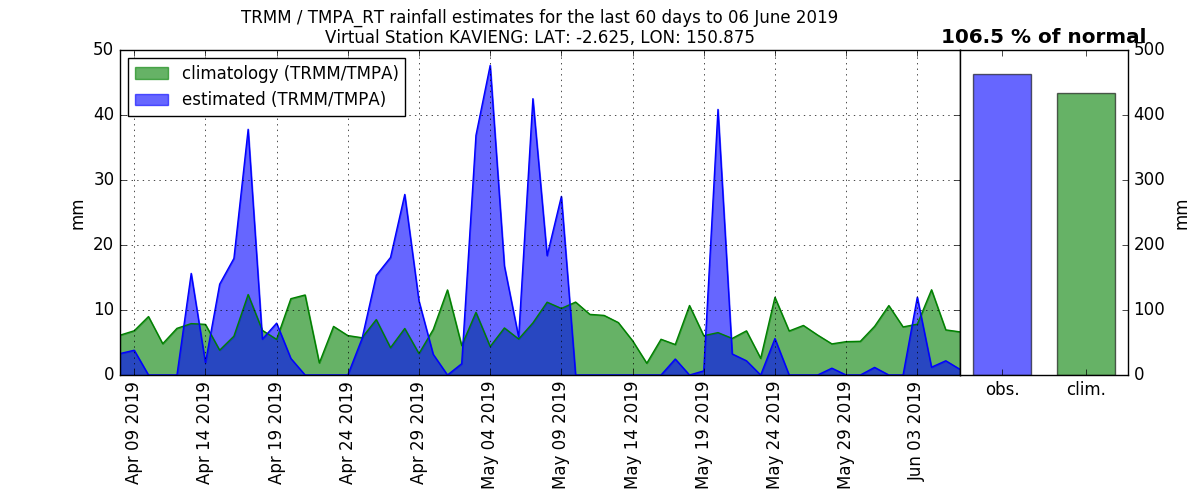 TRMM / TMPA_RT rainfall estimates for the last 60 days to 06 June 2019
Virtual Station KAVIENG: LAT: -2.625, LON: 150.875
106.5 % of normal
climatology (TRMM/TMPA)
estimated (TRMM/TMPA)
50
40
30
20
10
0
mm
500
400
300
200
100
0
mm
Apr 09 2019
Apr 14 2019
Apr 19 2019
Apr 24 2019
Apr 29 2019
May 04 2019
May 09 2019
May 14 2019
May 19 2019
May 24 2019
May 29 2019
Jun 03 2019
obs.
clim.